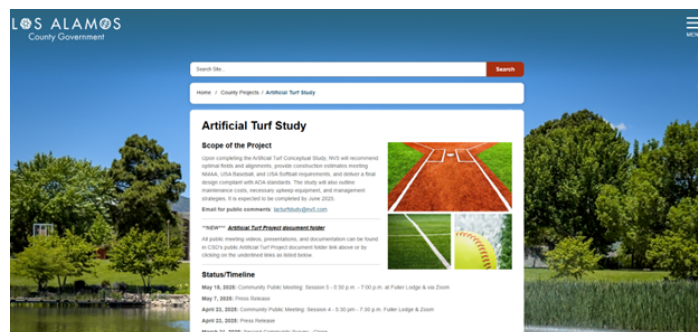 LOS ALAMOS
County Government
MENU
Search Site...
Search
Home / County Projects / Artificial Turf Study
Artificial Turf Study
Scope of the Project
Upon completing the Artificial Turf Conceptual Study, NV5 will recommend
optimal fields and alignments, provide construction estimates meeting
NMAA, USA Baseball, and USA Softball requirements, and deliver a final
design compliant with ADA standards. The study will also outline
maintenance costs, necessary upkeep equipment, and management
strategies. It is expected to be completed by June 2025.
Email for public comments: lacturfstudy@nv5.com
**NEW** Artificial Turf Project document folder
All public meeting videos, presentations, and documentation can be found
in CSD's public Artificial Turf Project document folder link above or by
clicking on the underlined links as listed below.
Status/Timeline
May 19, 2025: Community Public Meeting: Session 5 - 5:30 p.m. - 7:00 p.m. at Fuller Lodge & via Zoom
May 7, 2025: Press Release
April 22, 2025: Community Public Meeting: Session 4 - 5:30 pm - 7:30 p.m. Fuller Lodge & Zoom
April 22, 2025: Press Release